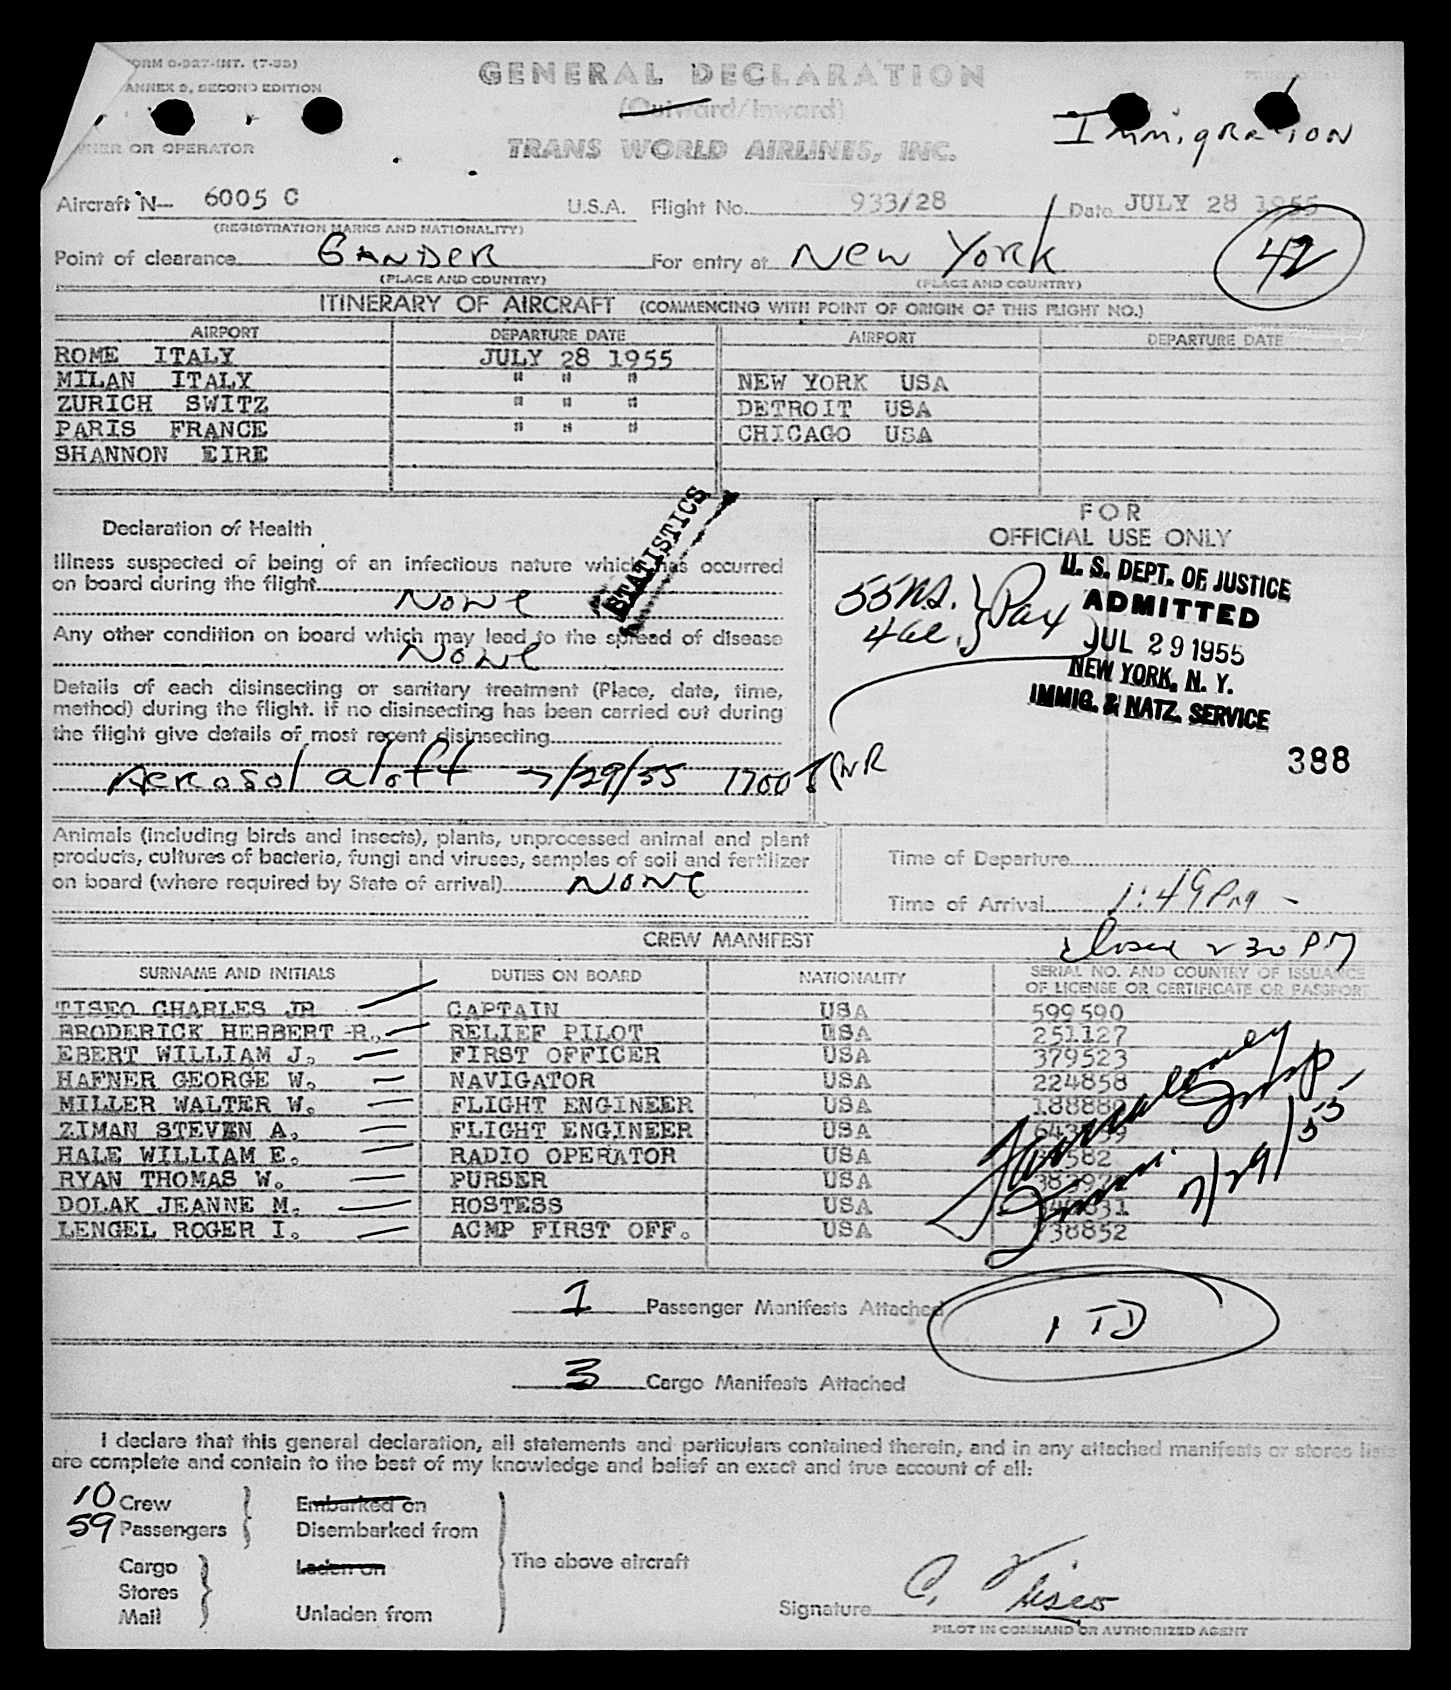 FORM O-327-INT. (7-55)
ANNEX 9, SECOND EDITION
GENERAL DECLARATION
(Outward/Inward)
OWNER OR OPERATOR
TRANS WORLD AIRLINES, INC.
Immigration
Aircraft N— 6005 C U.S.A. Flight No. 933/28 Date JULY 28 1955
(REGISTRATION MARKS AND NATIONALITY)
Point of clearance GANDER For entry at New York 42
(PLACE AND COUNTRY) (PLACE AND COUNTRY)
ITINERARY OF AIRCRAFT (COMMENCING WITH POINT OF ORIGIN OF THIS FLIGHT NO.)
AIRPORT DEPARTURE DATE AIRPORT DEPARTURE DATE
ROME ITALY JULY 28 1955
MILAN ITALY " " " NEW YORK USA
ZURICH SWITZ " " " DETROIT USA
PARIS FRANCE " " " CHICAGO USA
SHANNON EIRE
STATISTICS
Declaration of Health
Illness suspected of being of an infectious nature which has occurred
on board during the flight
None
Any other condition on board which may lead to the spread of disease
None
Details of each disinsecting or sanitary treatment (Place, date, time,
method) during the flight. If no disinsecting has been carried out during
the flight give details of most recent disinsecting
Aerosol aloft 7/29/55 1700
FOR
OFFICIAL USE ONLY
55 NS. } Pax
4 ac. }
U. S. DEPT. OF JUSTICE
ADMITTED
JUL 29 1955
NEW YORK, N. Y.
IMMIG. & NATZ. SERVICE
388
Animals (including birds and insects), plants, unprocessed animal and plant
products, cultures of bacteria, fungi and viruses, samples of soil and fertilizer
on board (where required by State of arrival) None
Time of Departure
Time of Arrival 1:49 PM
closed 2 30 PM
CREW MANIFEST
SURNAME AND INITIALS DUTIES ON BOARD NATIONALITY SERIAL NO. AND COUNTRY OF ISSUANCE
OF LICENSE OR CERTIFICATE OR PASSPORT
TISEO CHARLES JR CAPTAIN USA 599590
BRODERICK HERBERT R. RELIEF PILOT USA 251127
EBERT WILLIAM J. FIRST OFFICER USA 379523
HAFNER GEORGE W. NAVIGATOR USA 224858
MILLER WALTER W. FLIGHT ENGINEER USA
ZIMAN STEVEN A. FLIGHT ENGINEER USA
HALE WILLIAM E. RADIO OPERATOR USA
RYAN THOMAS W. PURSER USA
DOLAK JEANNE M. HOSTESS USA
LENGEL ROGER I. ACMP FIRST OFF. USA 738852
7/29/55
1 Passenger Manifests Attached
1 TD
3 Cargo Manifests Attached
I declare that this general declaration, all statements and particulars contained therein, and in any attached manifests or stores lists
are complete and contain to the best of my knowledge and belief an exact and true account of all:
10 Crew Embarked on
59 Passengers Disembarked from
Cargo Laden on The above aircraft
Stores
Mail Unladen from
Signature C. Tiseo
PILOT IN COMMAND OR AUTHORIZED AGENT